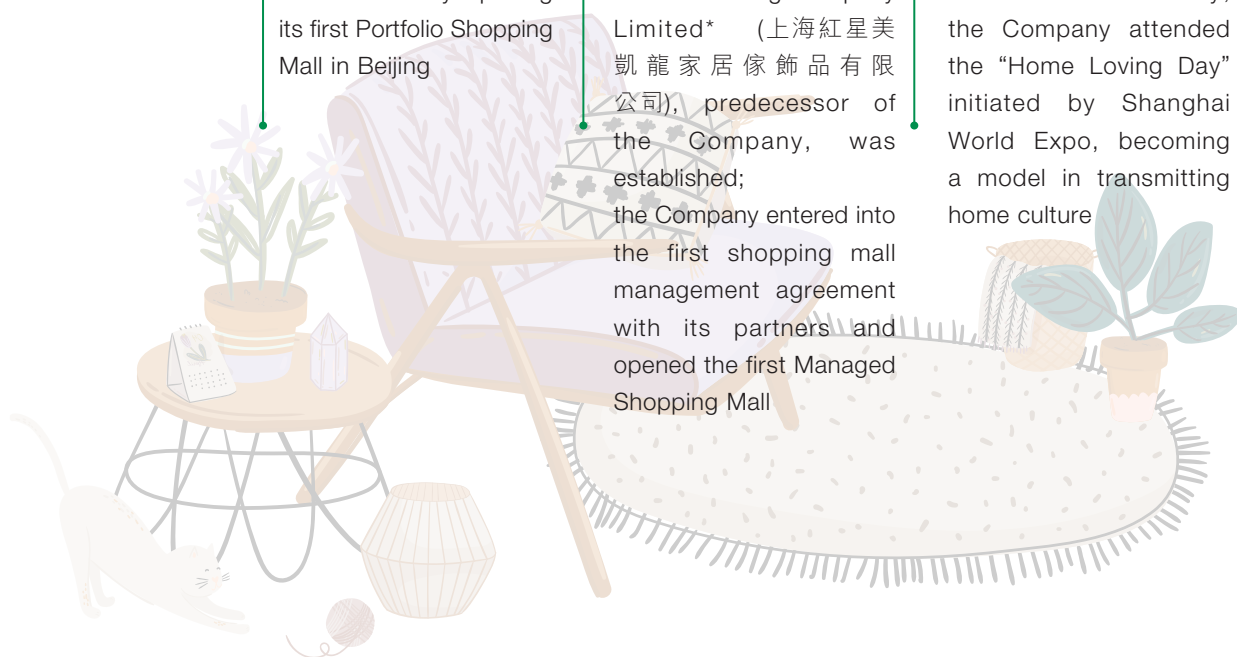 its first Portfolio Shopping
Mall in Beijing
Limited* (上海紅星美
凱龍家居傢飾品有限
公司), predecessor of
the Company, was
established;
the Company entered into
the first shopping mall
management agreement
with its partners and
opened the first Managed
Shopping Mall
the Company attended
the “Home Loving Day”
initiated by Shanghai
World Expo, becoming
a model in transmitting
home culture